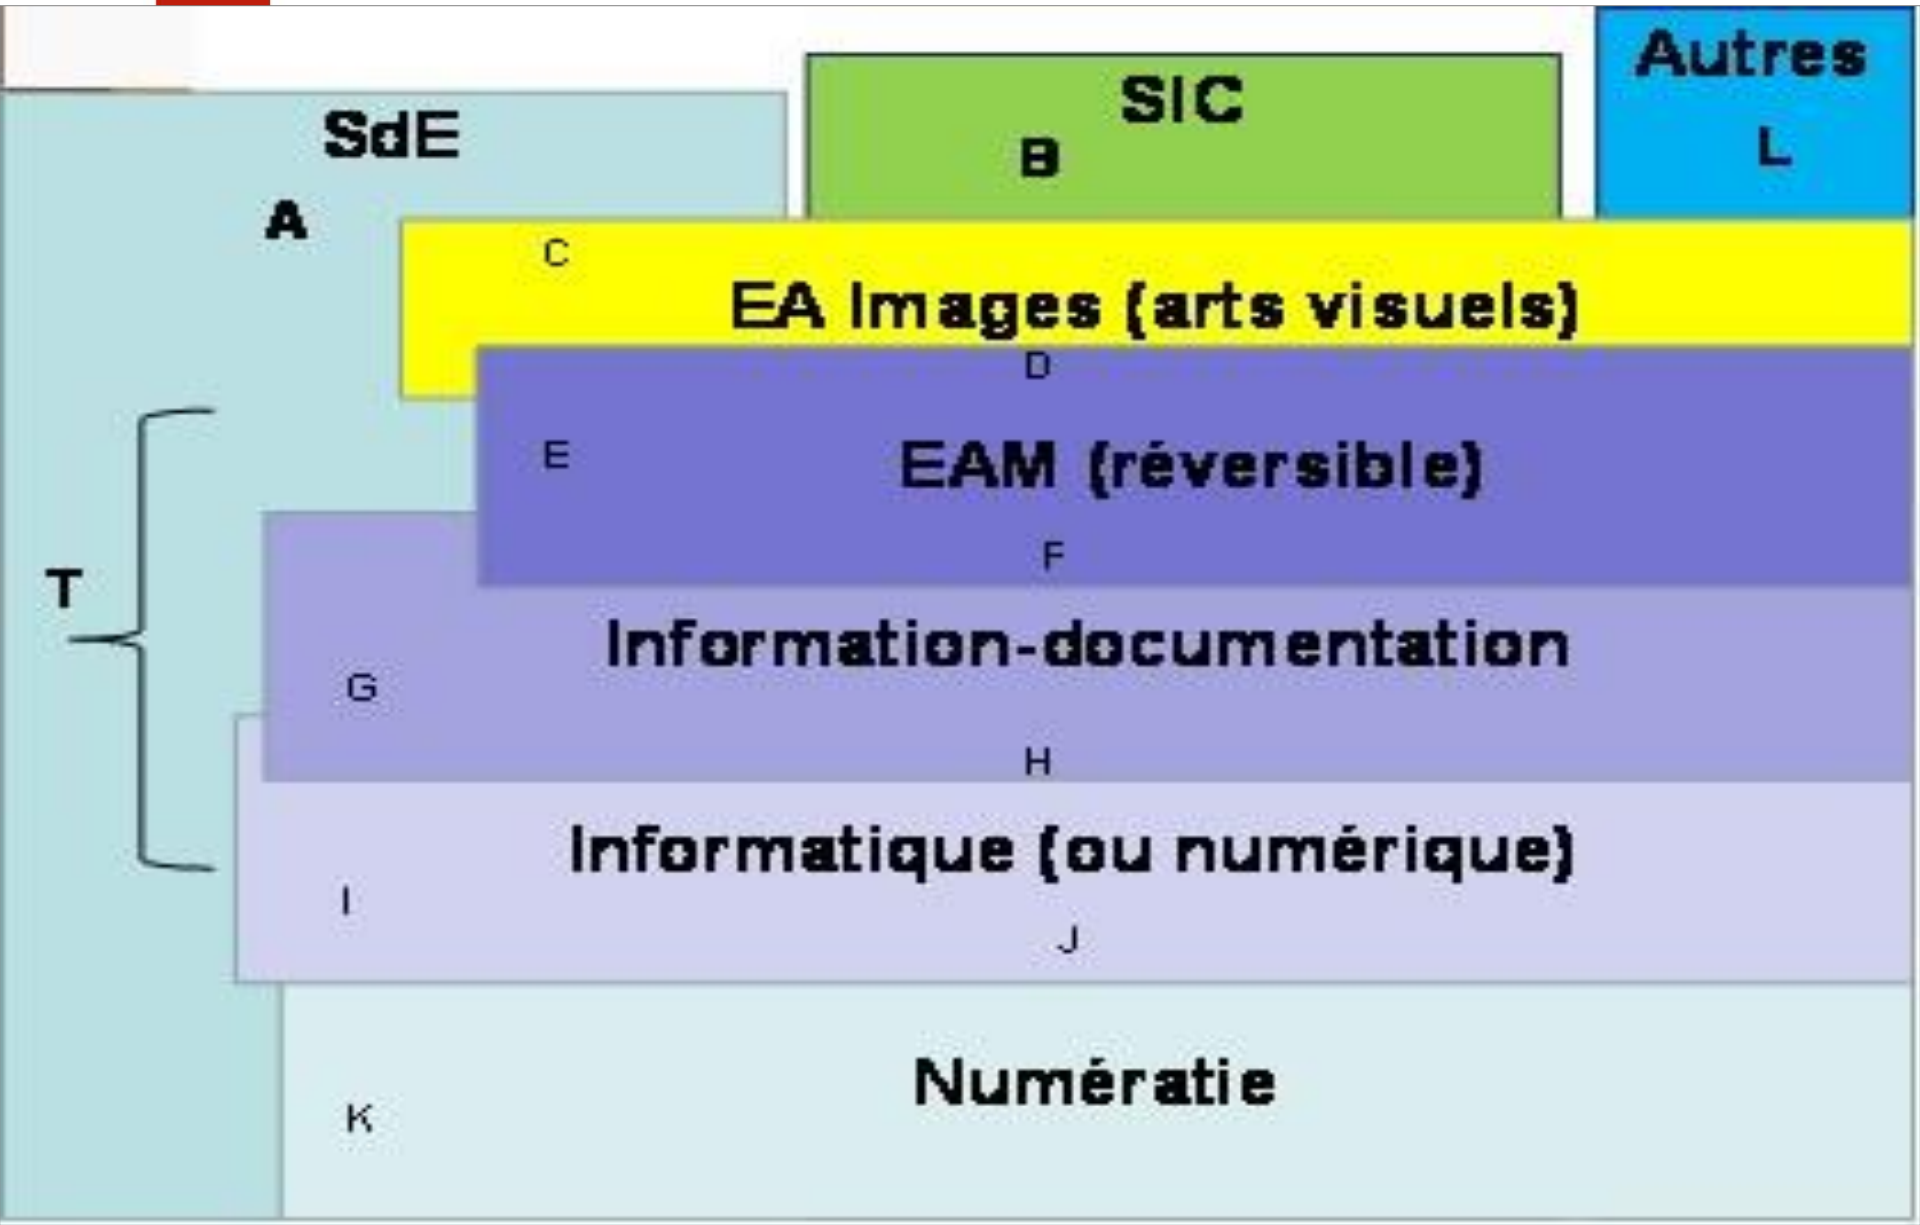 Autres
SIC
SdE
B
L
A
C
EA Images (arts visuels)
D
E
EAM (réversible)
F
T
Information-documentation
G
H
Informatique (ou numérique)
I
J
Numératie
K